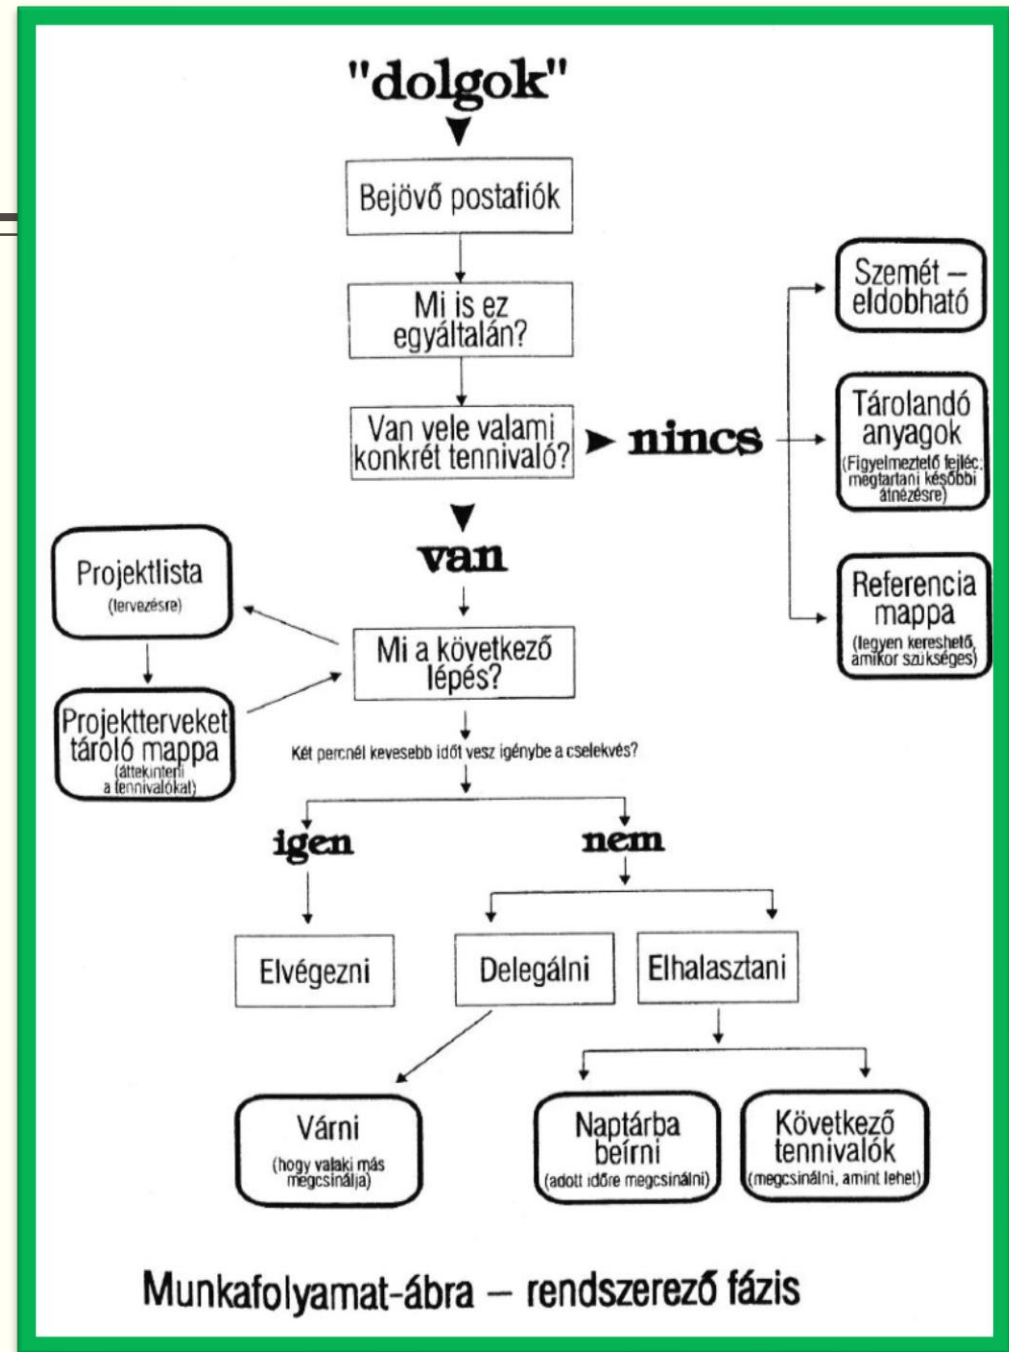 "dolgok"
Bejövő postafiók
Mi is ez
egyáltalán?
Van vele valami
konkrét tennivaló?
nincs
Szemét –
eldobható
Tárolandó
anyagok
(Figyelmeztető fejléc:
megtartani későbbi
átnézésre)
Referencia
mappa
(legyen kereshető,
amikor szükséges)
van
Projektlista
(tervezésre)
Mi a következő
lépés?
Projektterveket
tároló mappa
(áttekinteni
a tennivalókat)
Két percnél kevesebb időt vesz igénybe a cselekvés?
igen
nem
Elvégezni
Delegálni
Elhalasztani
Várni
(hogy valaki más
megcsinálja)
Naptárba
beírni
(adott időre megcsinálni)
Következő
tennivalók
(megcsinálni, amint lehet)
Munkafolyamat-ábra – rendszerező fázis